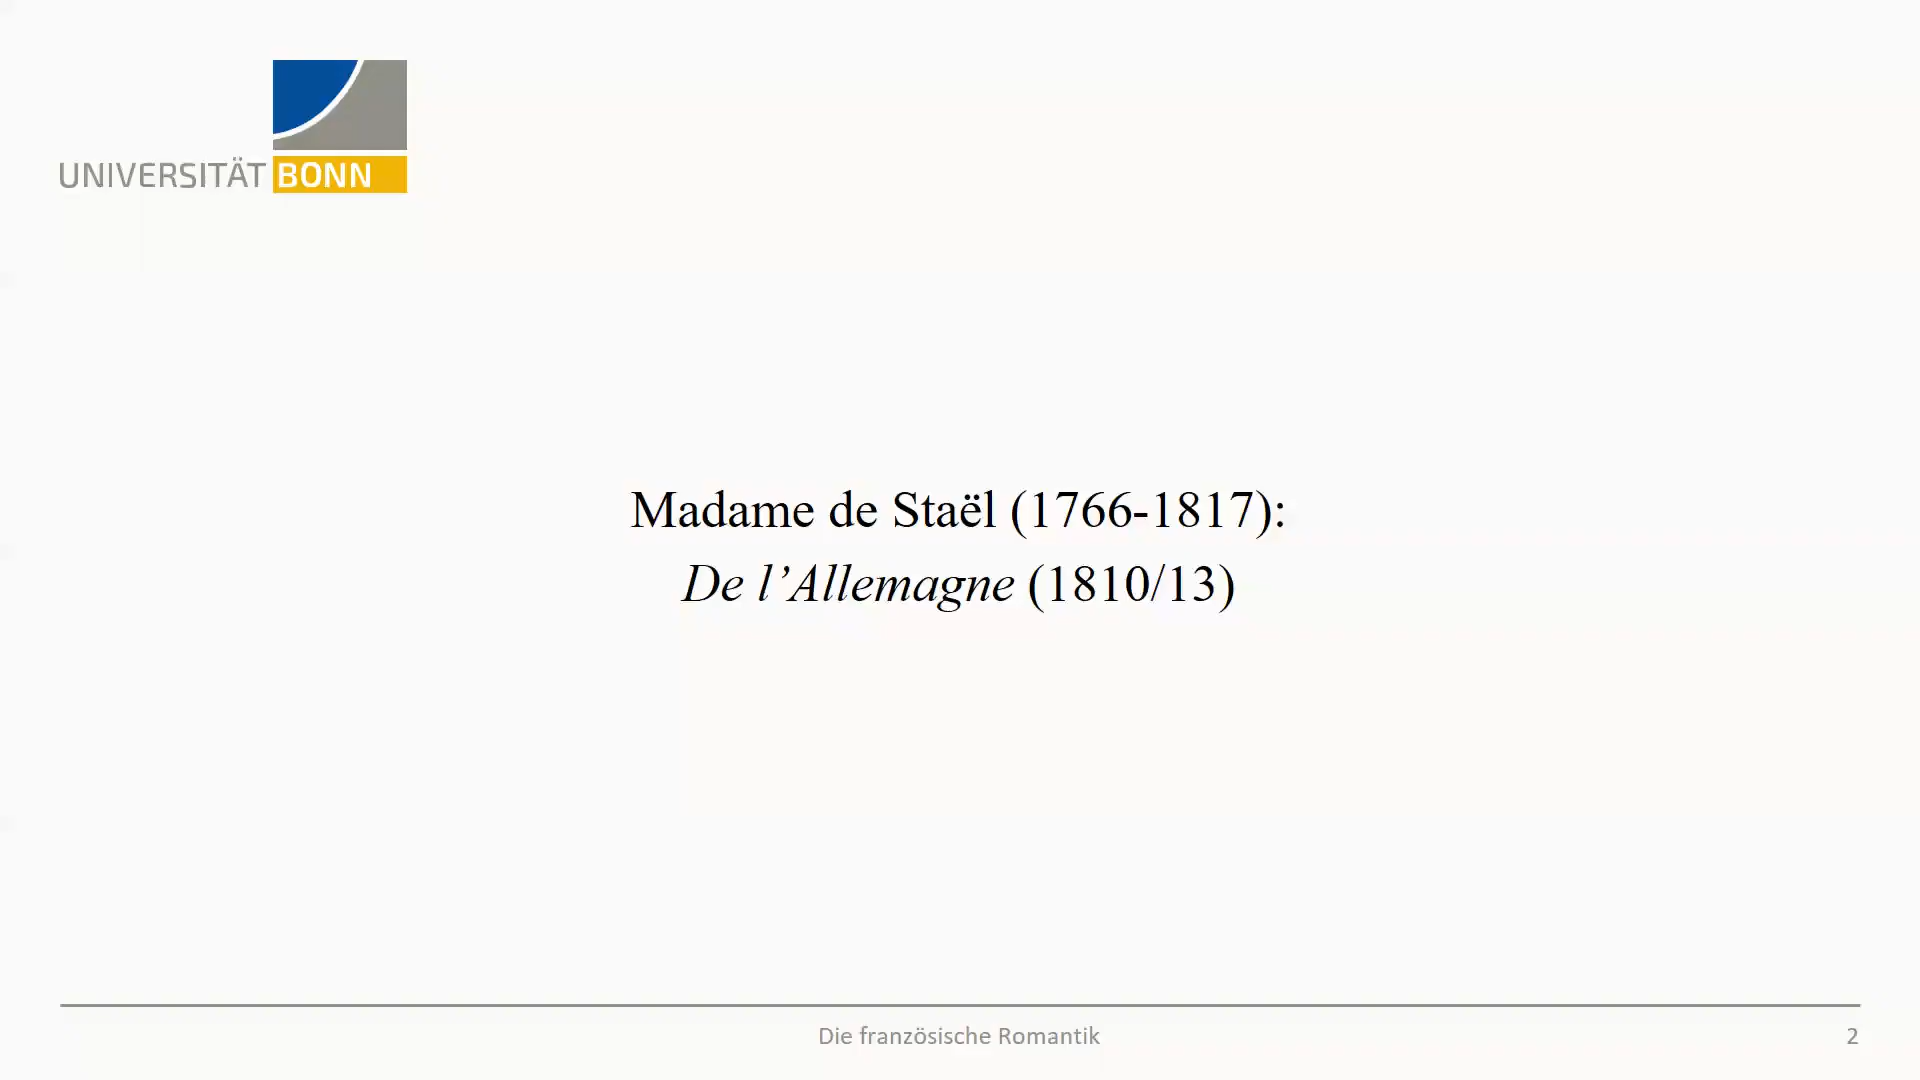 UNIVERSITÄT BONN
Madame de Staël (1766-1817):
De l’Allemagne (1810/13)
Die französische Romantik
2